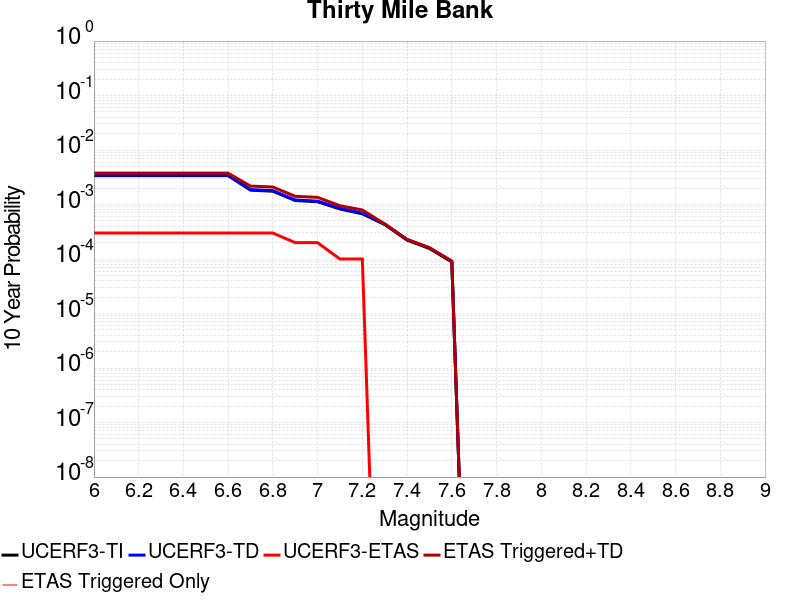 Thirty Mile Bank
10 0
10 -1
10 -2
10 -3
10 -4
10 -5
10 -6
10 -7
10 -8
10 Year Probability
6 6.2 6.4 6.6 6.8 7 7.2 7.4 7.6 7.8 8 8.2 8.4 8.6 8.8 9
Magnitude
UCERF3-TI UCERF3-TD UCERF3-ETAS ETAS Triggered+TD
ETAS Triggered Only